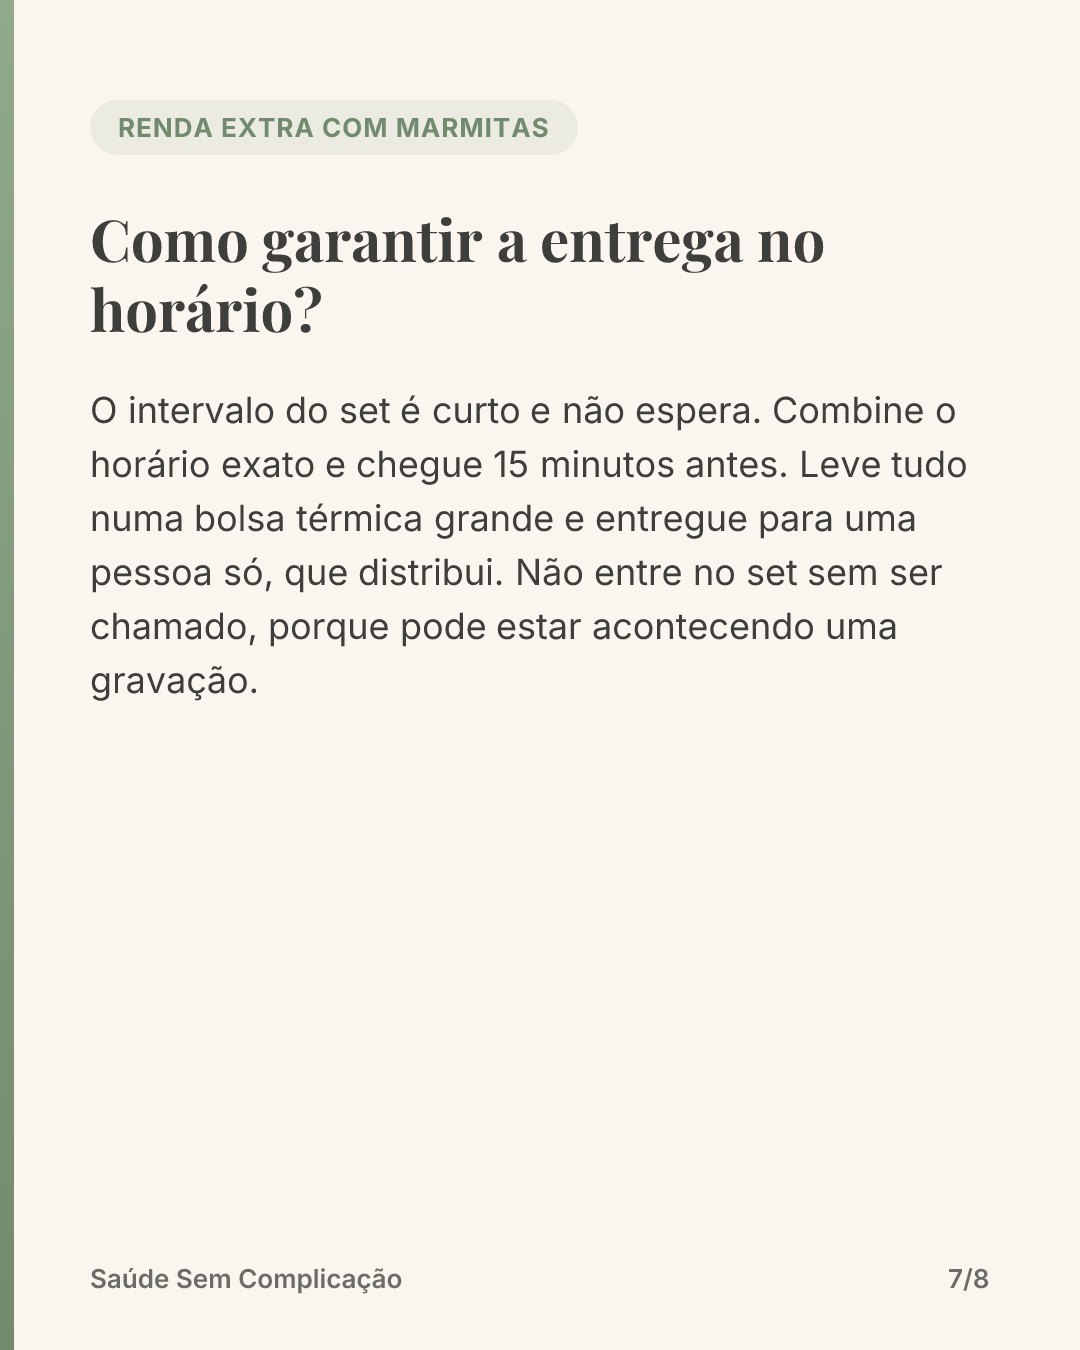 RENDA EXTRA COM MARMITAS
Como garantir a entrega no
horário?
O intervalo do set é curto e não espera. Combine o
horário exato e chegue 15 minutos antes. Leve tudo
numa bolsa térmica grande e entregue para uma
pessoa só, que distribui. Não entre no set sem ser
chamado, porque pode estar acontecendo uma
gravação.
Saúde Sem Complicação
7/8